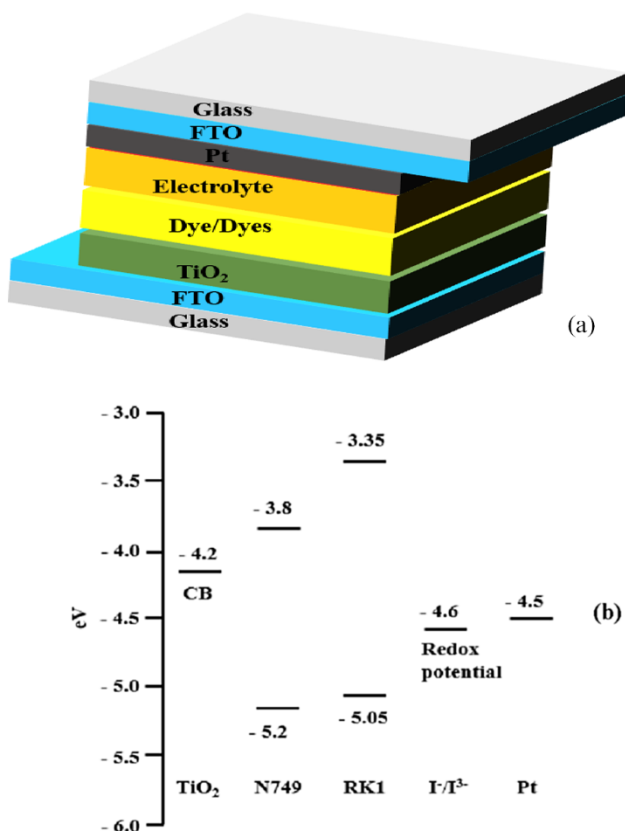 Glass
FTO
Pt
Electrolyte
Dye/Dyes
TiO₂
FTO
Glass
(a)
- 3.0
- 3.5
- 4.0
- 4.5
- 5.0
- 5.5
- 6.0
eV
- 4.2
CB
- 3.8
- 5.2
- 3.35
- 5.05
- 4.6
Redox
potential
- 4.5
(b)
TiO₂ N749 RK1 I⁻/I³⁻ Pt